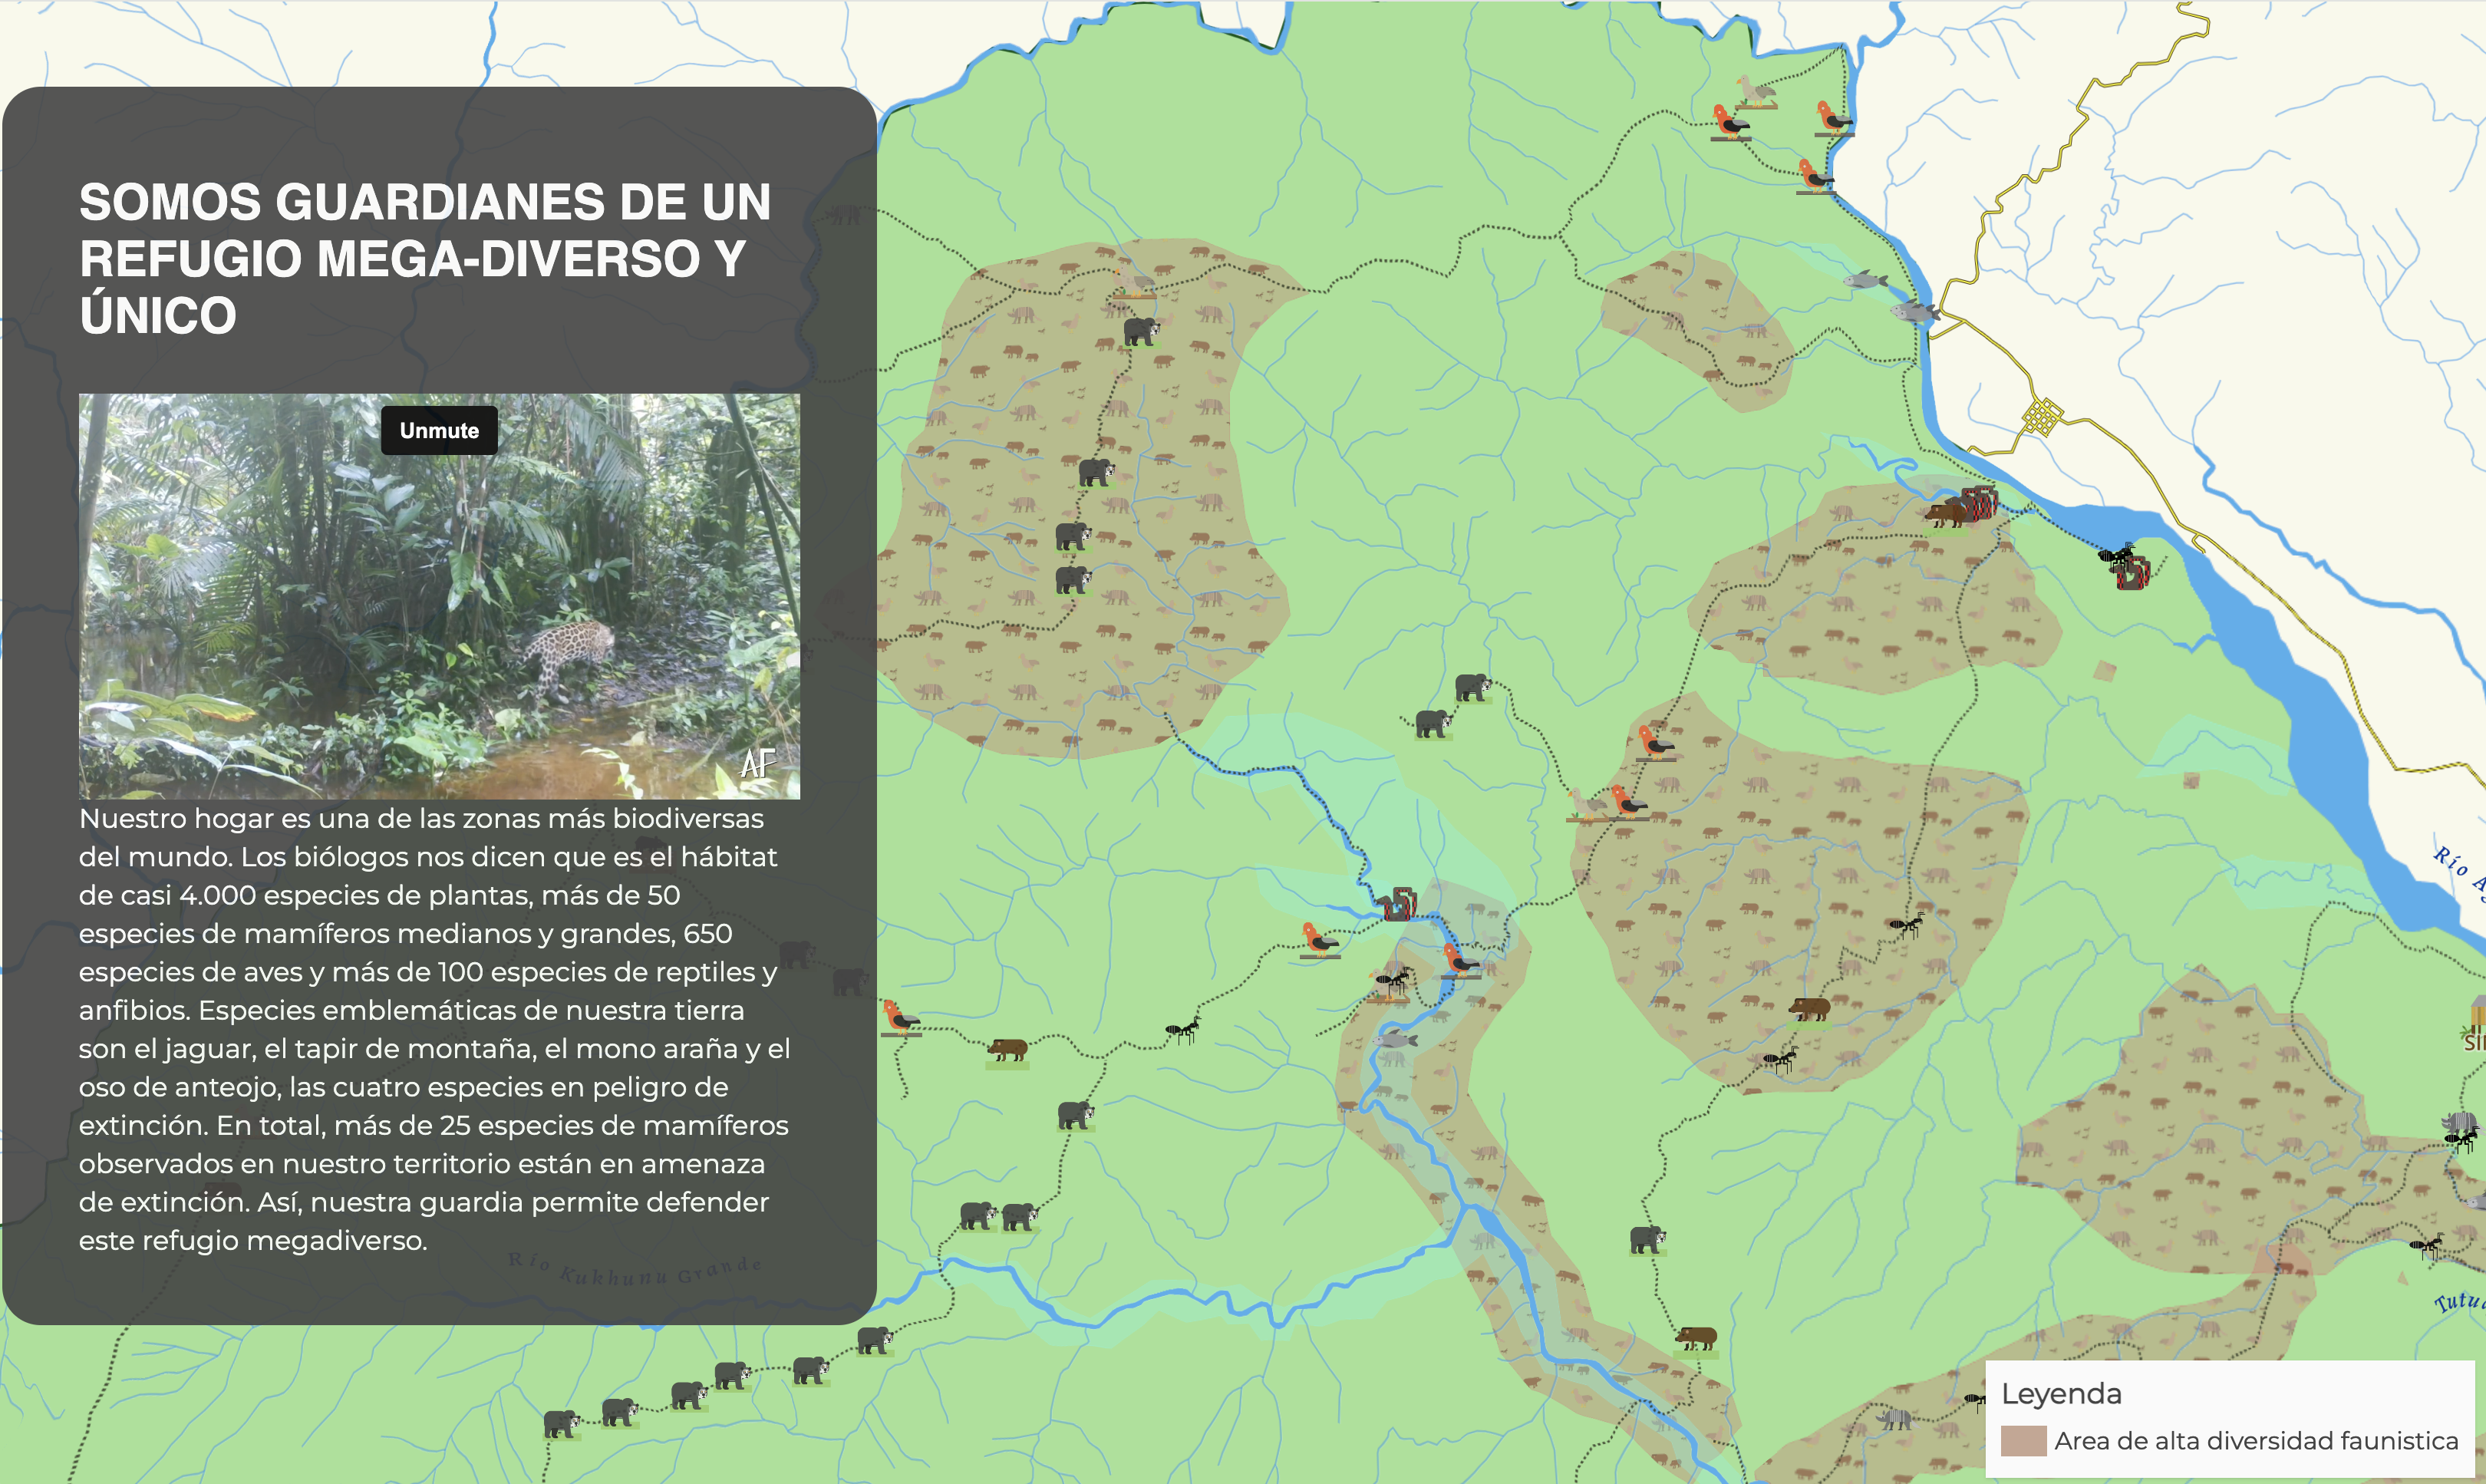 SOMOS GUARDIANES DE UN
REFUGIO MEGA-DIVERSO Y
ÚNICO
Unmute
AF
Nuestro hogar es una de las zonas más biodiversas
del mundo. Los biólogos nos dicen que es el hábitat
de casi 4.000 especies de plantas, más de 50
especies de mamíferos medianos y grandes, 650
especies de aves y más de 100 especies de reptiles y
anfibios. Especies emblemáticas de nuestra tierra
son el jaguar, el tapir de montaña, el mono araña y el
oso de anteojo, las cuatro especies en peligro de
extinción. En total, más de 25 especies de mamíferos
observados en nuestro territorio están en amenaza
de extinción. Así, nuestra guardia permite defender
este refugio megadiverso.
Río Kukhunu Grande
Río
Leyenda
Area de alta diversidad faunistica